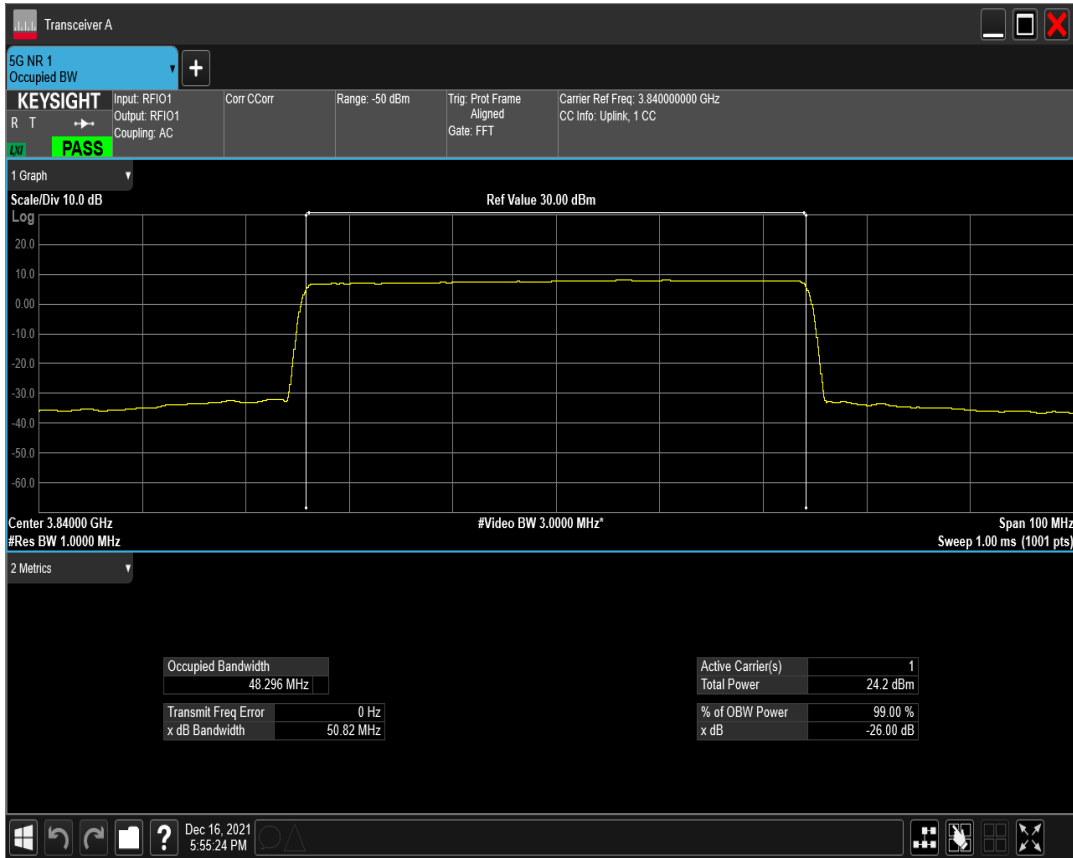 Transceiver A
5G NR 1
Occupied BW
KEYSIGHT
R T
LXI
PASS
Input: RFIO1
Output: RFIO1
Coupling: AC
Corr CCorr
Range: -50 dBm
Trig: Prot Frame
Aligned
Gate: FFT
Carrier Ref Freq: 3.840000000 GHz
CC Info: Uplink, 1 CC
1 Graph
Scale/Div 10.0 dB
Ref Value 30.00 dBm
Log
20.0
10.0
0.00
-10.0
-20.0
-30.0
-40.0
-50.0
-60.0
Center 3.84000 GHz
#Video BW 3.0000 MHz*
Span 100 MHz
#Res BW 1.0000 MHz
Sweep 1.00 ms (1001 pts)
2 Metrics
Occupied Bandwidth
48.296 MHz
Transmit Freq Error 0 Hz
x dB Bandwidth 50.82 MHz
Active Carrier(s) 1
Total Power 24.2 dBm
% of OBW Power 99.00 %
x dB -26.00 dB
?
Dec 16, 2021
5:55:24 PM